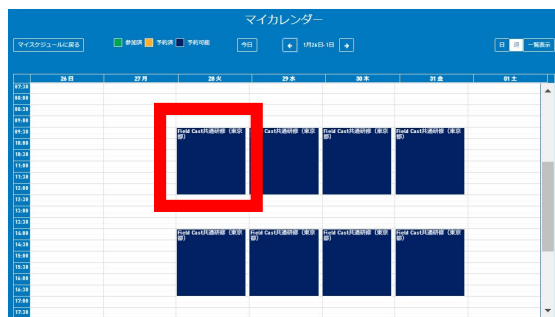 マイカレンダー
マイスケジュールに戻る
参加済 予約済 予約可能
今日
1月26日-1日
日 週 一覧表示
26 日 27 月 28 火 29 水 30 木 31 金 01 土
07:30
08:00
08:30
09:00
09:30
Field Cast共通研修（東京都）
Field Cast共通研修（東京都）
Field Cast共通研修（東京都）
Field Cast共通研修（東京都）
10:00
10:30
11:00
11:30
12:00
12:30
13:00
13:30
14:00
Field Cast共通研修（東京都）
Field Cast共通研修（東京都）
Field Cast共通研修（東京都）
Field Cast共通研修（東京都）
14:30
15:00
15:30
16:00
16:30
17:00
17:30